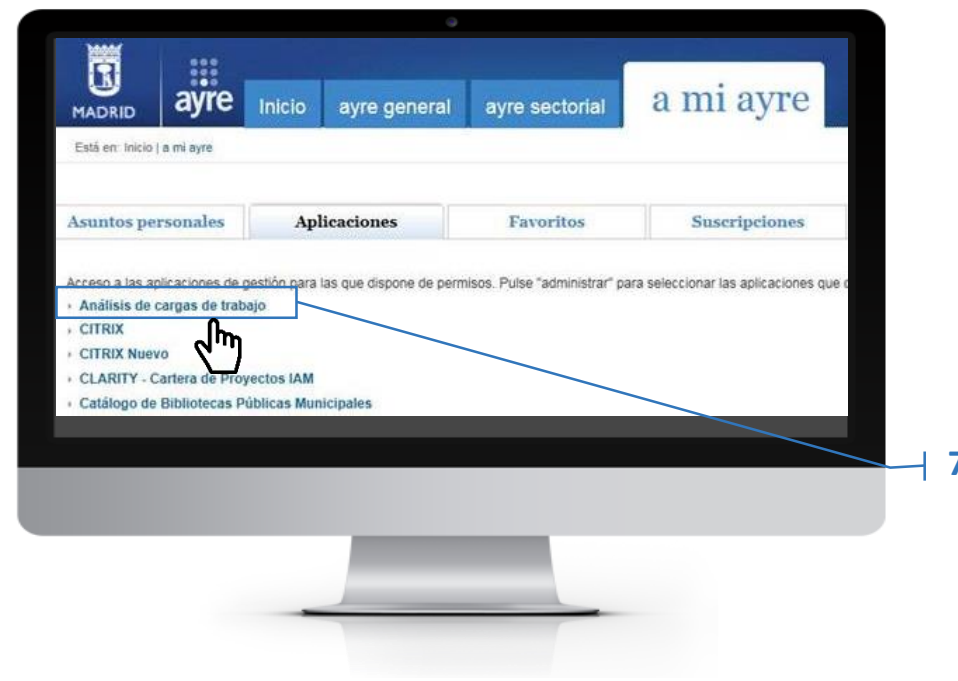 MADRID
ayre
Inicio
ayre general
ayre sectorial
a mi ayre
Está en: Inicio | a mi ayre
Asuntos personales
Aplicaciones
Favoritos
Suscripciones
Acceso a las aplicaciones de gestión para las que dispone de permisos. Pulse "administrar" para seleccionar las aplicaciones que
› Análisis de cargas de trabajo
› CITRIX
› CITRIX Nuevo
› CLARITY - Cartera de Proyectos IAM
› Catálogo de Bibliotecas Públicas Municipales
7